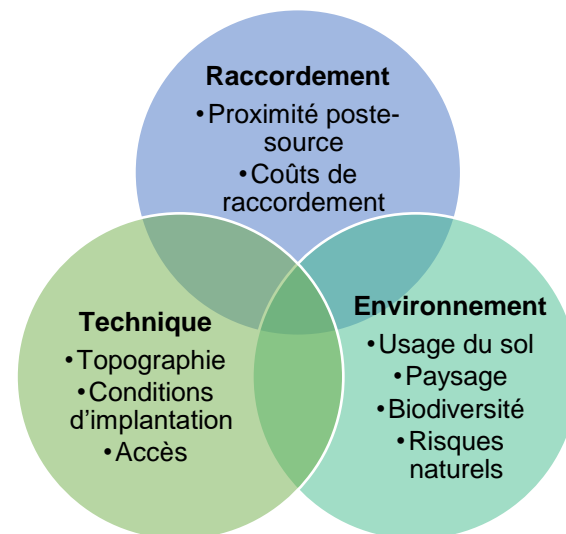 Raccordement
•Proximité poste-
source
•Coûts de
raccordement
Technique
•Topographie
•Conditions
d'implantation
•Accès
Environnement
•Usage du sol
•Paysage
•Biodiversité
•Risques
naturels